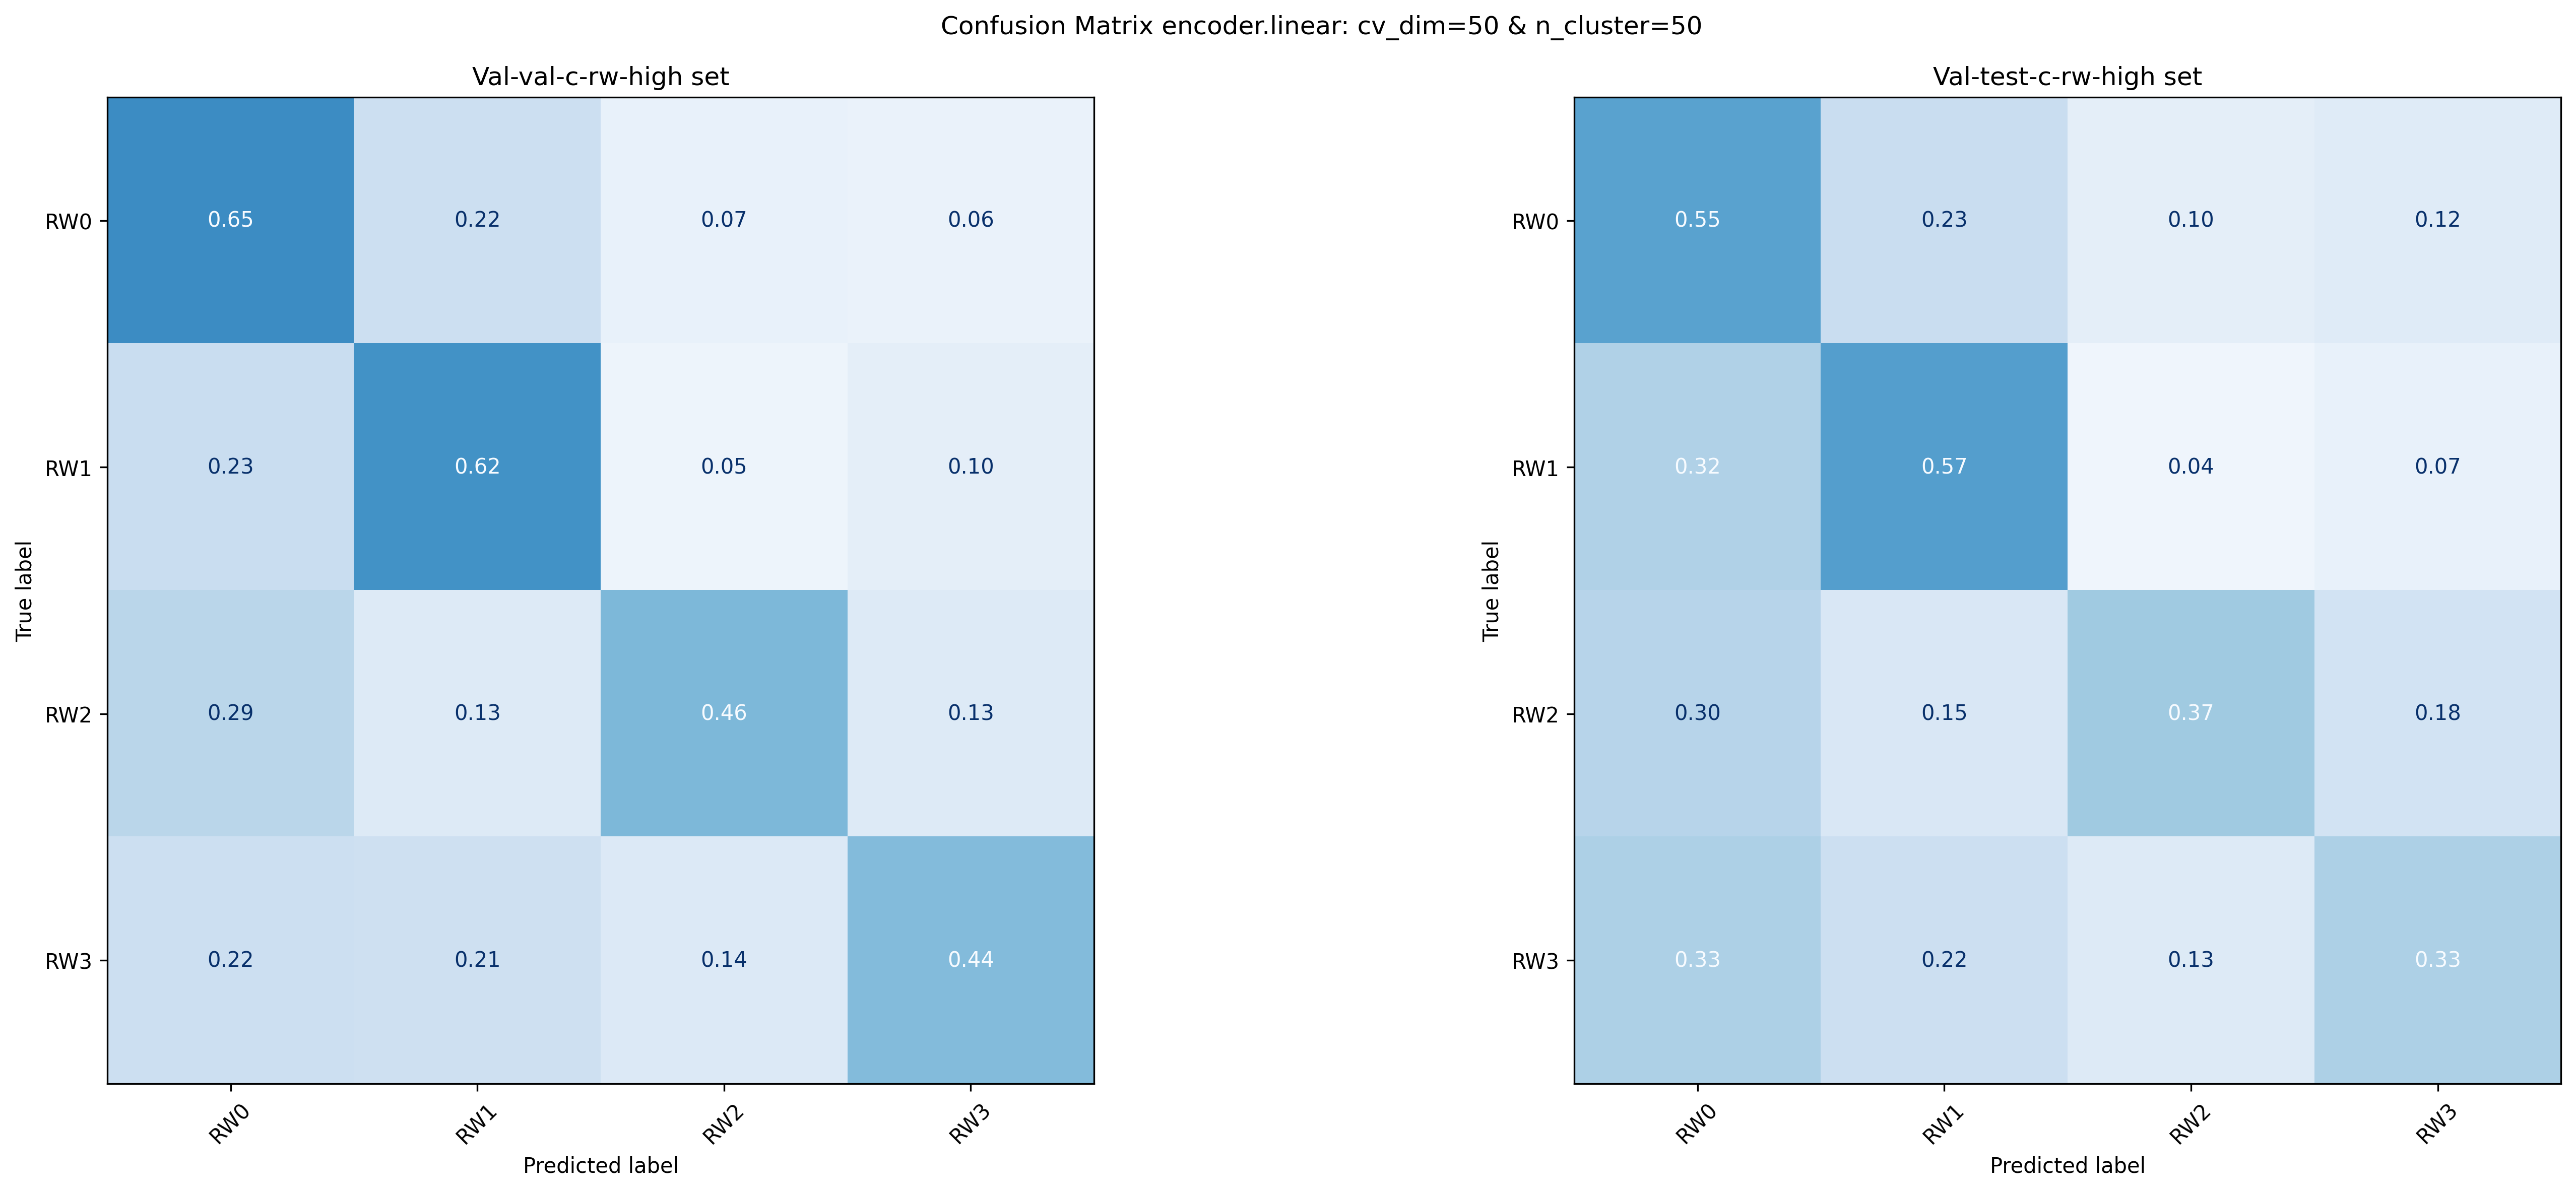 Confusion Matrix encoder.linear: cv_dim=50 & n_cluster=50
Val-val-c-rw-high set
True label
RW0 0.65 0.22 0.07 0.06
RW1 0.23 0.62 0.05 0.10
RW2 0.29 0.13 0.46 0.13
RW3 0.22 0.21 0.14 0.44
RW0 RW1 RW2 RW3
Predicted label
Val-test-c-rw-high set
True label
RW0 0.55 0.23 0.10 0.12
RW1 0.32 0.57 0.04 0.07
RW2 0.30 0.15 0.37 0.18
RW3 0.33 0.22 0.13 0.33
RW0 RW1 RW2 RW3
Predicted label